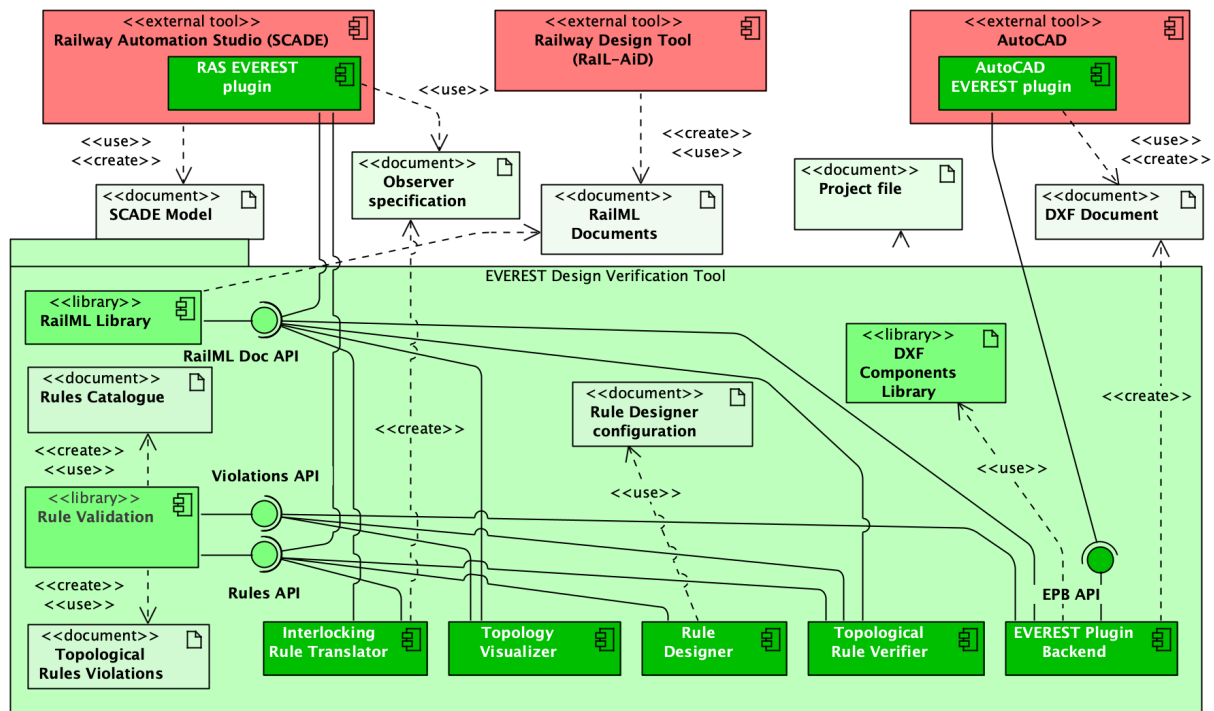 <<external tool>>
Railway Automation Studio (SCADE)
RAS EVEREST
plugin
<<external tool>>
Railway Design Tool
(RaIL-AiD)
<<external tool>>
AutoCAD
AutoCAD
EVEREST plugin
<<use>>
<<use>>
<<create>>
<<create>>
<<use>>
<<use>>
<<create>>
<<document>>
Observer
specification
<<document>>
Project file
<<document>>
SCADE Model
<<document>>
RailML
Documents
<<document>>
DXF Document
EVEREST Design Verification Tool
<<library>>
RailML Library
RailML Doc API
<<library>>
DXF
Components
Library
<<document>>
Rules Catalogue
<<document>>
Rule Designer
configuration
<<create>>
<<create>>
<<create>>
<<use>>
Violations API
<<use>>
<<use>>
<<library>>
Rule Validation
<<create>>
<<use>>
Rules API
EPB API
<<document>>
Topological
Rules Violations
Interlocking
Rule Translator
Topology
Visualizer
Rule
Designer
Topological
Rule Verifier
EVEREST Plugin
Backend